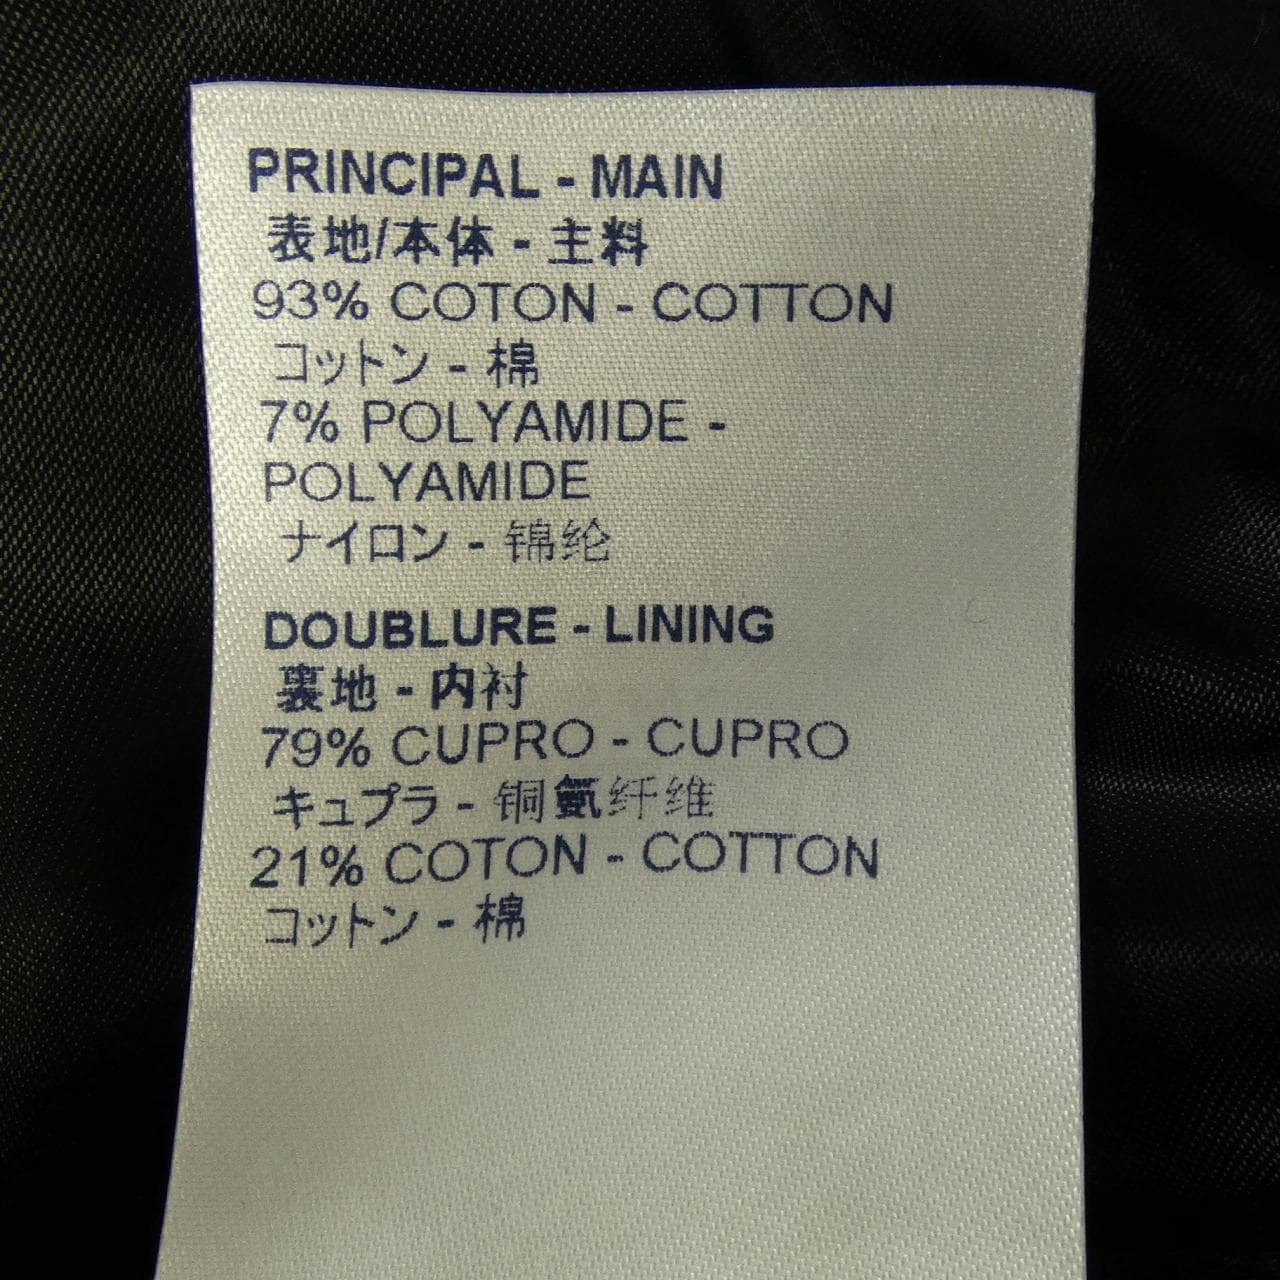 PRINCIPAL - MAIN
表地/本体 - 主料
93% COTON - COTTON
コットン - 棉
7% POLYAMIDE -
POLYAMIDE
ナイロン - 锦纶
DOUBLURE - LINING
裏地 - 内衬
79% CUPRO - CUPRO
キュプラ - 铜氨纤维
21% COTON - COTTON
コットン - 棉